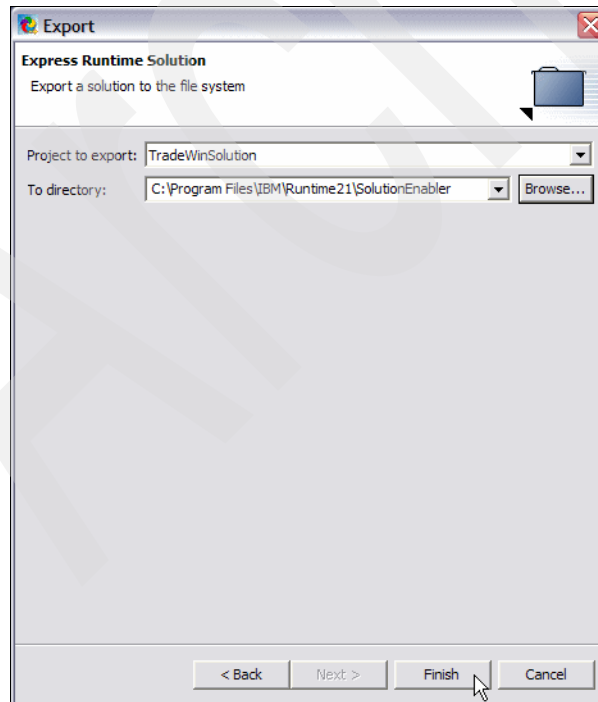 Export
Express Runtime Solution
Export a solution to the file system
Project to export: TradeWinSolution
To directory: C:\Program Files\IBM\Runtime21\SolutionEnabler Browse...
< Back Next > Finish Cancel